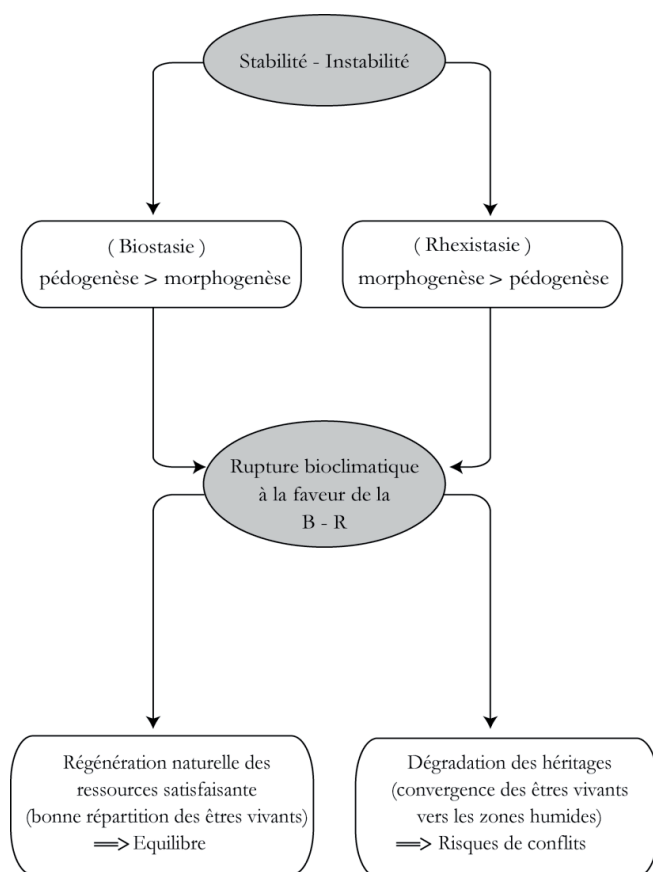 Stabilité - Instabilité
( Biostasie )
pédogenèse > morphogenèse
( Rhexistasie )
morphogenèse > pédogenèse
Rupture bioclimatique
à la faveur de la
B - R
Régénération naturelle des
ressources satisfaisante
(bonne répartition des êtres vivants)
⟹ Equilibre
Dégradation des héritages
(convergence des êtres vivants
vers les zones humides)
⟹ Risques de conflits